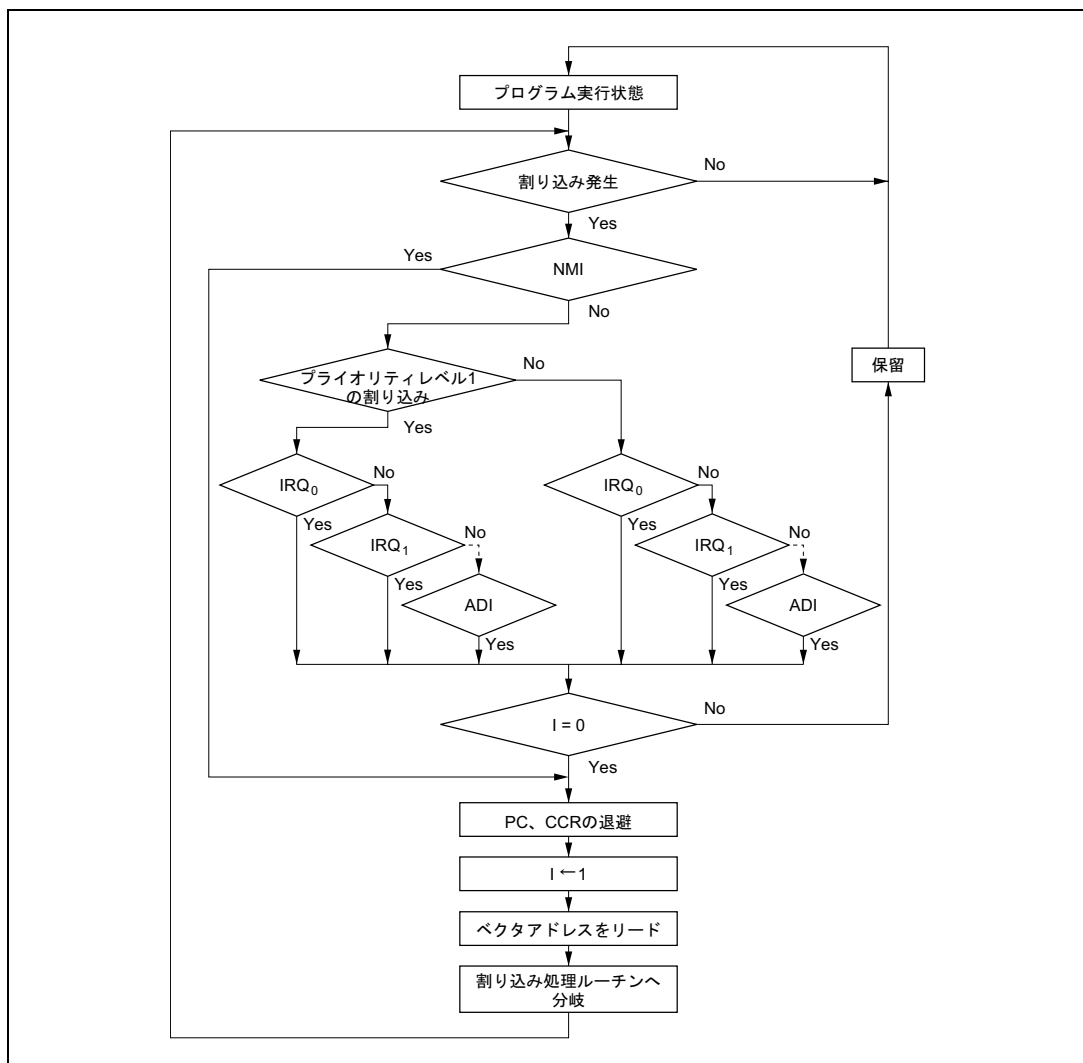 プログラム実行状態
割り込み発生
No
Yes
Yes
NMI
No
プライオリティレベル1
の割り込み
No
保留
Yes
IRQ0
No
IRQ0
No
Yes
IRQ1
No
Yes
IRQ1
No
Yes
ADI
Yes
ADI
Yes
Yes
I = 0
No
Yes
PC、CCRの退避
I ←1
ベクタアドレスをリード
割り込み処理ルーチンへ
分岐